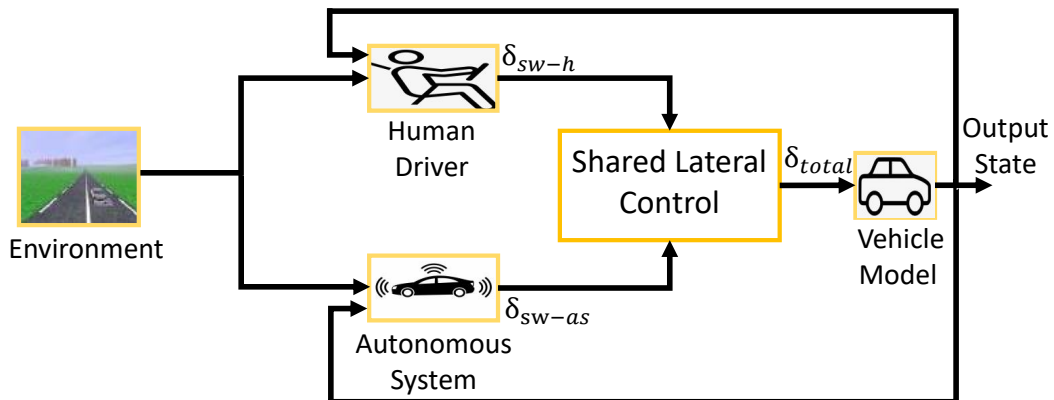 δsw−h
Human
Driver
Environment
Shared Lateral
Control
δtotal
Output
State
Vehicle
Model
δsw−as
Autonomous
System